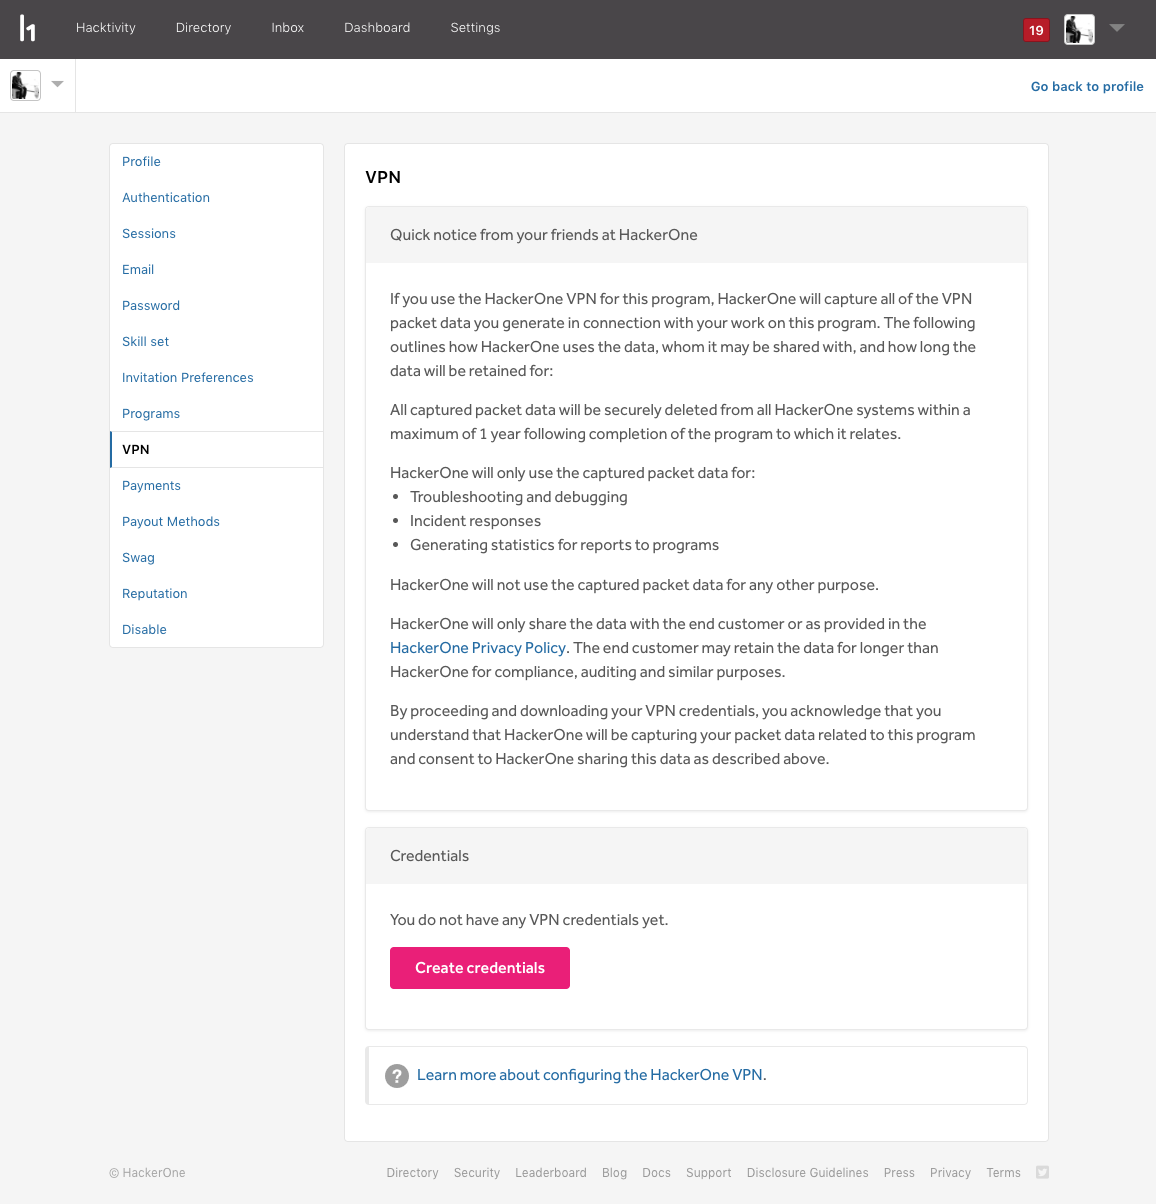 Hacktivity Directory Inbox Dashboard Settings 19
Go back to profile
Profile
Authentication
Sessions
Email
Password
Skill set
Invitation Preferences
Programs
VPN
Payments
Payout Methods
Swag
Reputation
Disable
VPN
Quick notice from your friends at HackerOne
If you use the HackerOne VPN for this program, HackerOne will capture all of the VPN
packet data you generate in connection with your work on this program. The following
outlines how HackerOne uses the data, whom it may be shared with, and how long the
data will be retained for:
All captured packet data will be securely deleted from all HackerOne systems within a
maximum of 1 year following completion of the program to which it relates.
HackerOne will only use the captured packet data for:
• Troubleshooting and debugging
• Incident responses
• Generating statistics for reports to programs
HackerOne will not use the captured packet data for any other purpose.
HackerOne will only share the data with the end customer or as provided in the
HackerOne Privacy Policy. The end customer may retain the data for longer than
HackerOne for compliance, auditing and similar purposes.
By proceeding and downloading your VPN credentials, you acknowledge that you
understand that HackerOne will be capturing your packet data related to this program
and consent to HackerOne sharing this data as described above.
Credentials
You do not have any VPN credentials yet.
Create credentials
? Learn more about configuring the HackerOne VPN.
© HackerOne Directory Security Leaderboard Blog Docs Support Disclosure Guidelines Press Privacy Terms